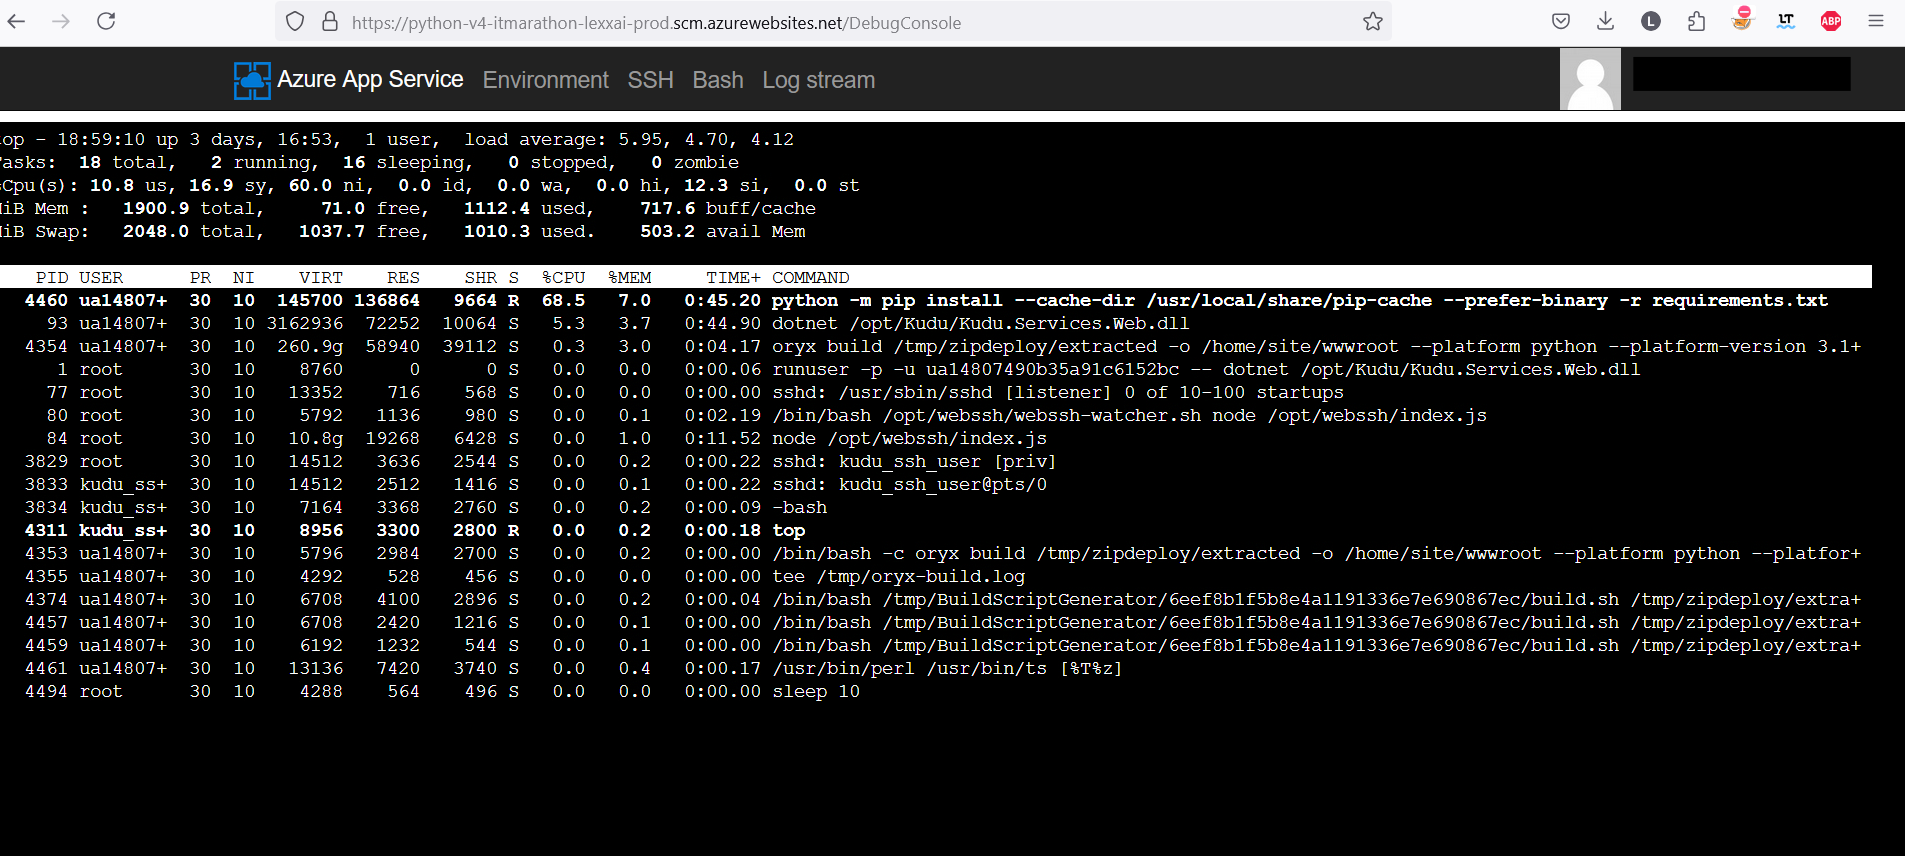 https://python-v4-itmarathon-lexxai-prod.scm.azurewebsites.net/DebugConsole
L
LT
ABP
Azure App Service Environment SSH Bash Log stream
top - 18:59:10 up 3 days, 16:53,  1 user,  load average: 5.95, 4.70, 4.12
Tasks:  18 total,   2 running,  16 sleeping,   0 stopped,   0 zombie
%Cpu(s): 10.8 us, 16.9 sy, 60.0 ni,  0.0 id,  0.0 wa,  0.0 hi, 12.3 si,  0.0 st
MiB Mem :   1900.9 total,     71.0 free,   1112.4 used,    717.6 buff/cache
MiB Swap:   2048.0 total,   1037.7 free,   1010.3 used.    503.2 avail Mem
PID USER      PR  NI    VIRT    RES    SHR S  %CPU  %MEM     TIME+ COMMAND
4460 ua14807+  30  10  145700 136864   9664 R  68.5   7.0   0:45.20 python -m pip install --cache-dir /usr/local/share/pip-cache --prefer-binary -r requirements.txt
93 ua14807+  30  10 3162936  72252  10064 S   5.3   3.7   0:44.90 dotnet /opt/Kudu/Kudu.Services.Web.dll
4354 ua14807+  30  10  260.9g  58940  39112 S   0.3   3.0   0:04.17 oryx build /tmp/zipdeploy/extracted -o /home/site/wwwroot --platform python --platform-version 3.1+
1 root      30  10    8760      0      0 S   0.0   0.0   0:00.06 runuser -p -u ua14807490b35a91c6152bc -- dotnet /opt/Kudu/Kudu.Services.Web.dll
77 root      30  10   13352    716    568 S   0.0   0.0   0:00.00 sshd: /usr/sbin/sshd [listener] 0 of 10-100 startups
80 root      30  10    5792   1136    980 S   0.0   0.1   0:02.19 /bin/bash /opt/webssh/webssh-watcher.sh node /opt/webssh/index.js
84 root      30  10   10.8g  19268   6428 S   0.0   1.0   0:11.52 node /opt/webssh/index.js
3829 root      30  10   14512   3636   2544 S   0.0   0.2   0:00.22 sshd: kudu_ssh_user [priv]
3833 kudu_ss+  30  10   14512   2512   1416 S   0.0   0.1   0:00.22 sshd: kudu_ssh_user@pts/0
3834 kudu_ss+  30  10    7164   3368   2760 S   0.0   0.2   0:00.09 -bash
4311 kudu_ss+  30  10    8956   3300   2800 R   0.0   0.2   0:00.18 top
4353 ua14807+  30  10    5796   2984   2700 S   0.0   0.2   0:00.00 /bin/bash -c oryx build /tmp/zipdeploy/extracted -o /home/site/wwwroot --platform python --platfor+
4355 ua14807+  30  10    4292    528    456 S   0.0   0.0   0:00.00 tee /tmp/oryx-build.log
4374 ua14807+  30  10    6708   4100   2896 S   0.0   0.2   0:00.04 /bin/bash /tmp/BuildScriptGenerator/6eef8b1f5b8e4a1191336e7e690867ec/build.sh /tmp/zipdeploy/extra+
4457 ua14807+  30  10    6708   2420   1216 S   0.0   0.1   0:00.00 /bin/bash /tmp/BuildScriptGenerator/6eef8b1f5b8e4a1191336e7e690867ec/build.sh /tmp/zipdeploy/extra+
4459 ua14807+  30  10    6192   1232    544 S   0.0   0.1   0:00.00 /bin/bash /tmp/BuildScriptGenerator/6eef8b1f5b8e4a1191336e7e690867ec/build.sh /tmp/zipdeploy/extra+
4461 ua14807+  30  10   13136   7420   3740 S   0.0   0.4   0:00.17 /usr/bin/perl /usr/bin/ts [%T%z]
4494 root      30  10    4288    564    496 S   0.0   0.0   0:00.00 sleep 10